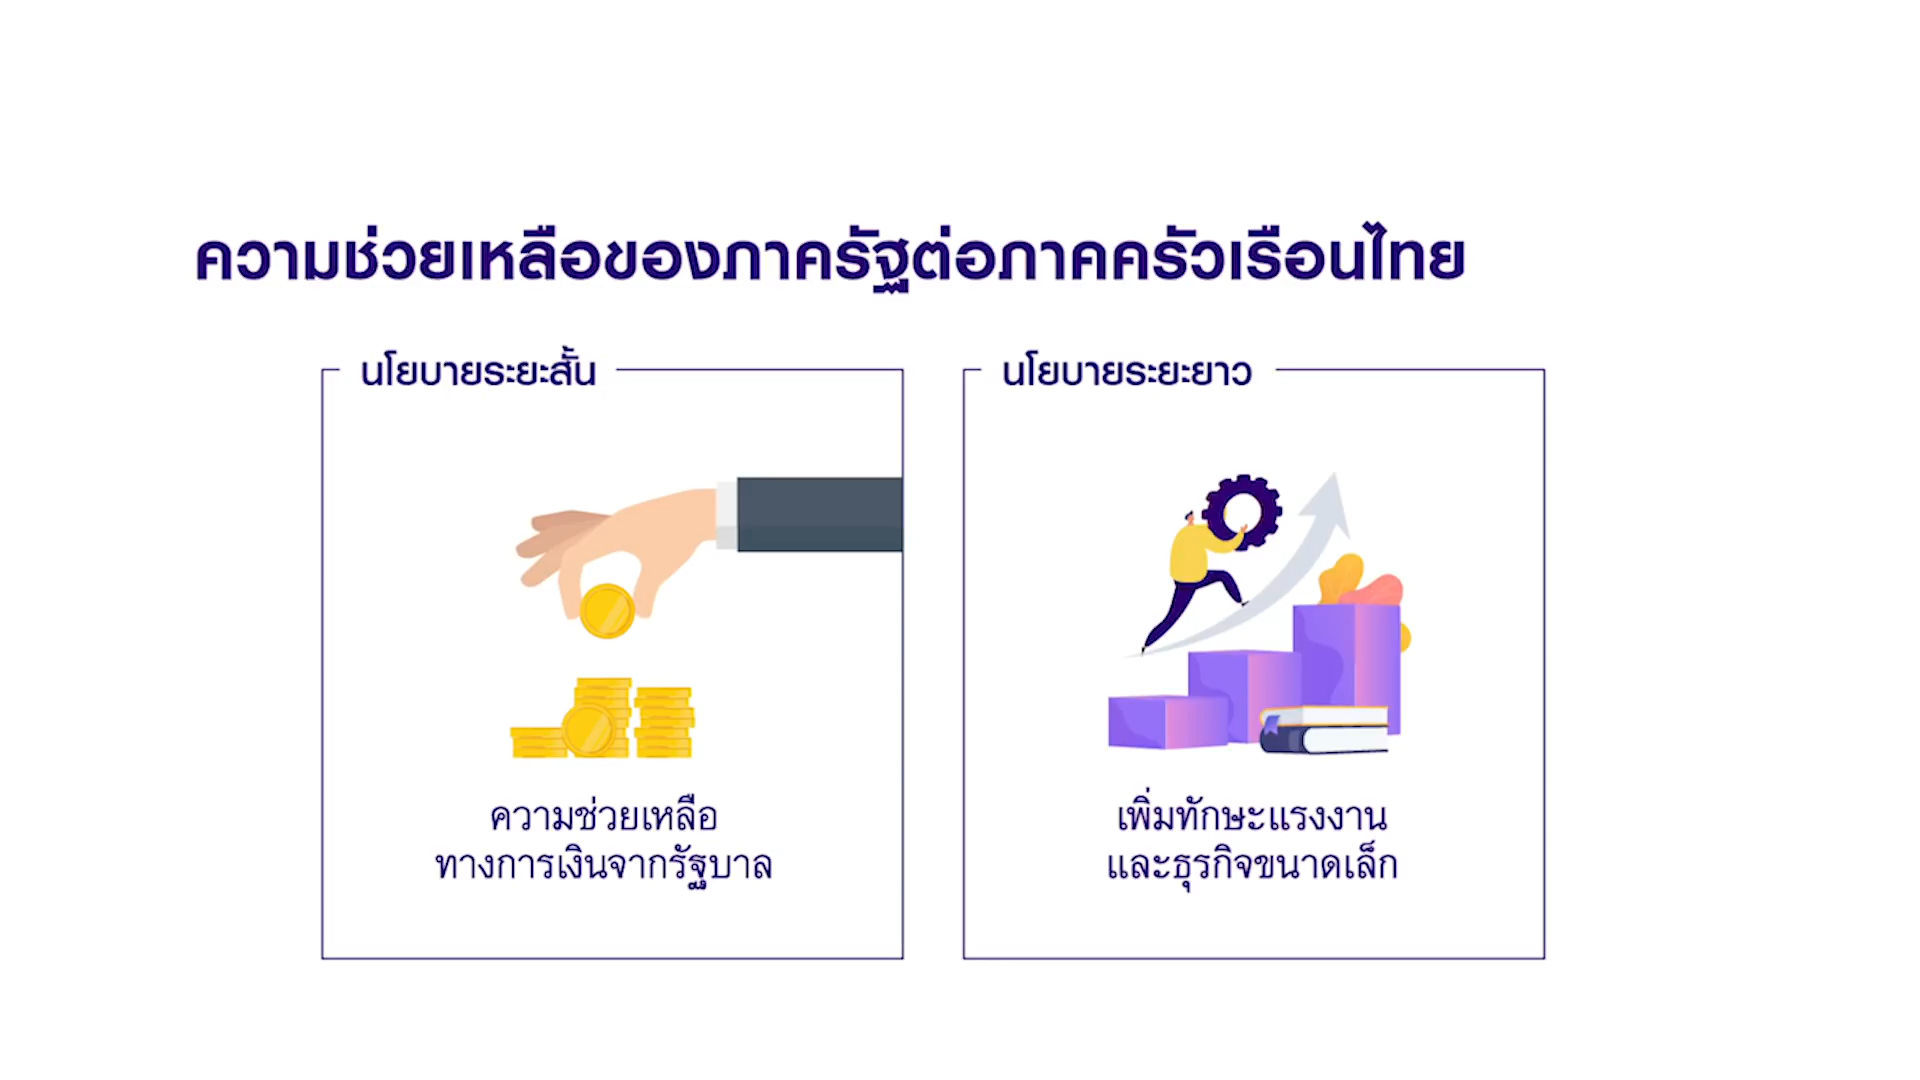 ความช่วยเหลือของภาครัฐต่อภาคครัวเรือนไทย
นโยบายระยะสั้น
ความช่วยเหลือ
ทางการเงินจากรัฐบาล
นโยบายระยะยาว
เพิ่มทักษะแรงงาน
และธุรกิจขนาดเล็ก